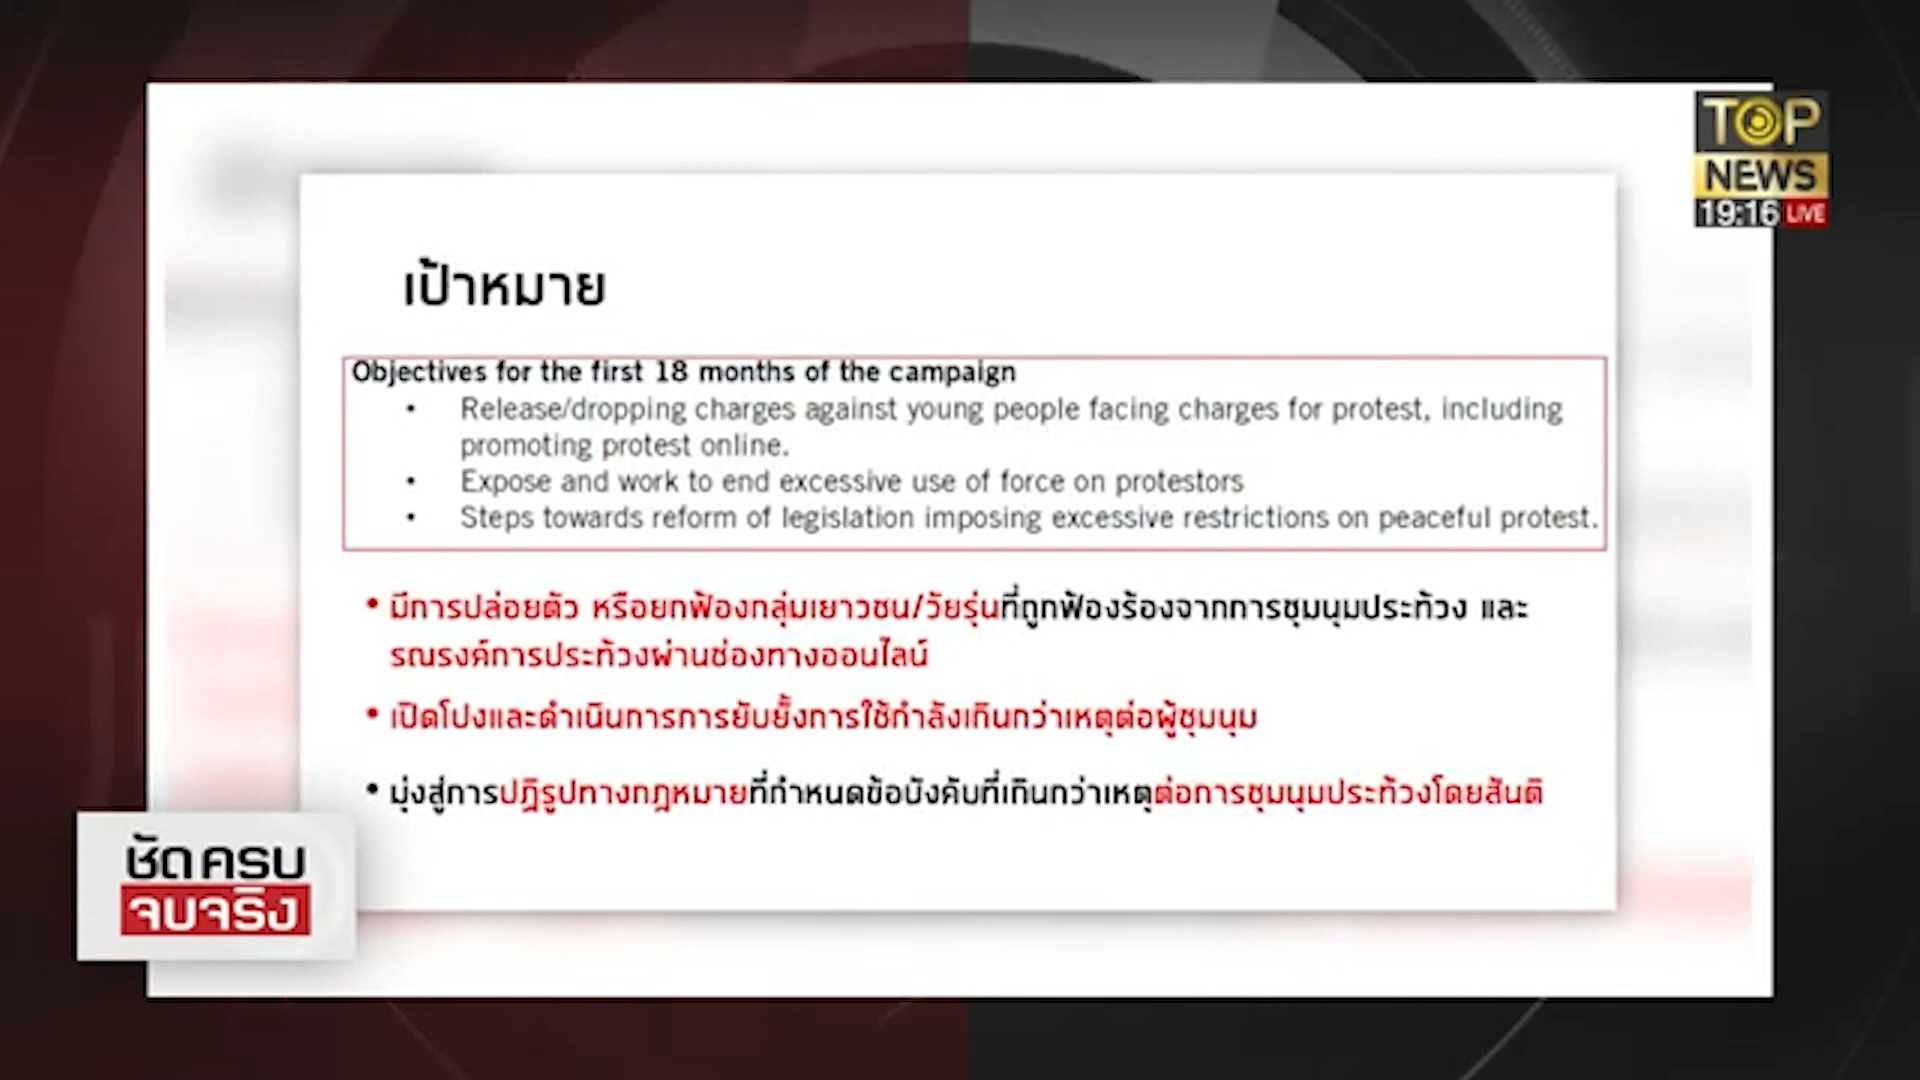 TOP
NEWS
19:16 LIVE
เป้าหมาย
Objectives for the first 18 months of the campaign
• Release/dropping charges against young people facing charges for protest, including
promoting protest online.
• Expose and work to end excessive use of force on protestors
• Steps towards reform of legislation imposing excessive restrictions on peaceful protest.
• มีการปล่อยตัว หรือยกฟ้องกลุ่มเยาวชน/วัยรุ่นที่ถูกฟ้องร้องจากการชุมนุมประท้วง และ
รณรงค์การประท้วงผ่านช่องทางออนไลน์
• เปิดโปงและดำเนินการการยับยั้งการใช้กำลังเกินกว่าเหตุต่อผู้ชุมนุม
• มุ่งสู่การปฏิรูปทางกฎหมายที่กำหนดข้อบังคับที่เกินกว่าเหตุต่อการชุมนุมประท้วงโดยสันติ
ชัด ครบ
จบจริง